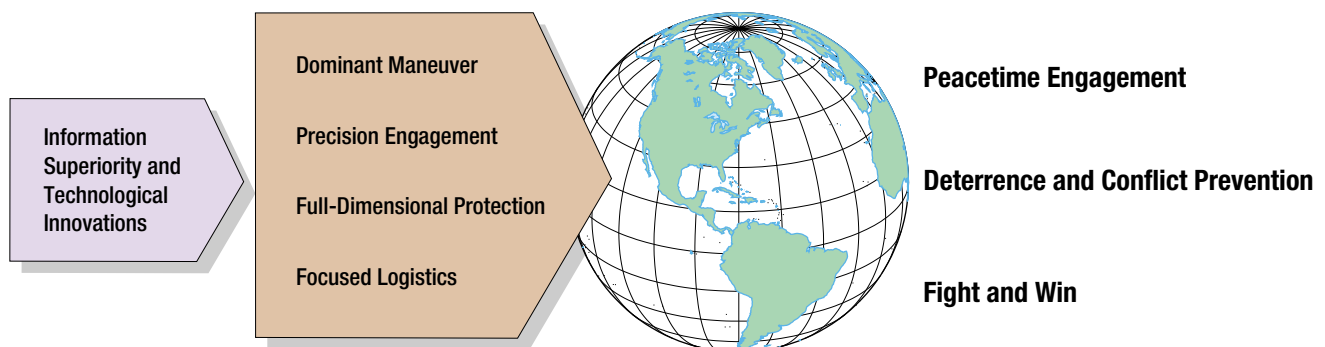 Information
Superiority and
Technological
Innovations
Dominant Maneuver
Precision Engagement
Full-Dimensional Protection
Focused Logistics
Peacetime Engagement
Deterrence and Conflict Prevention
Fight and Win